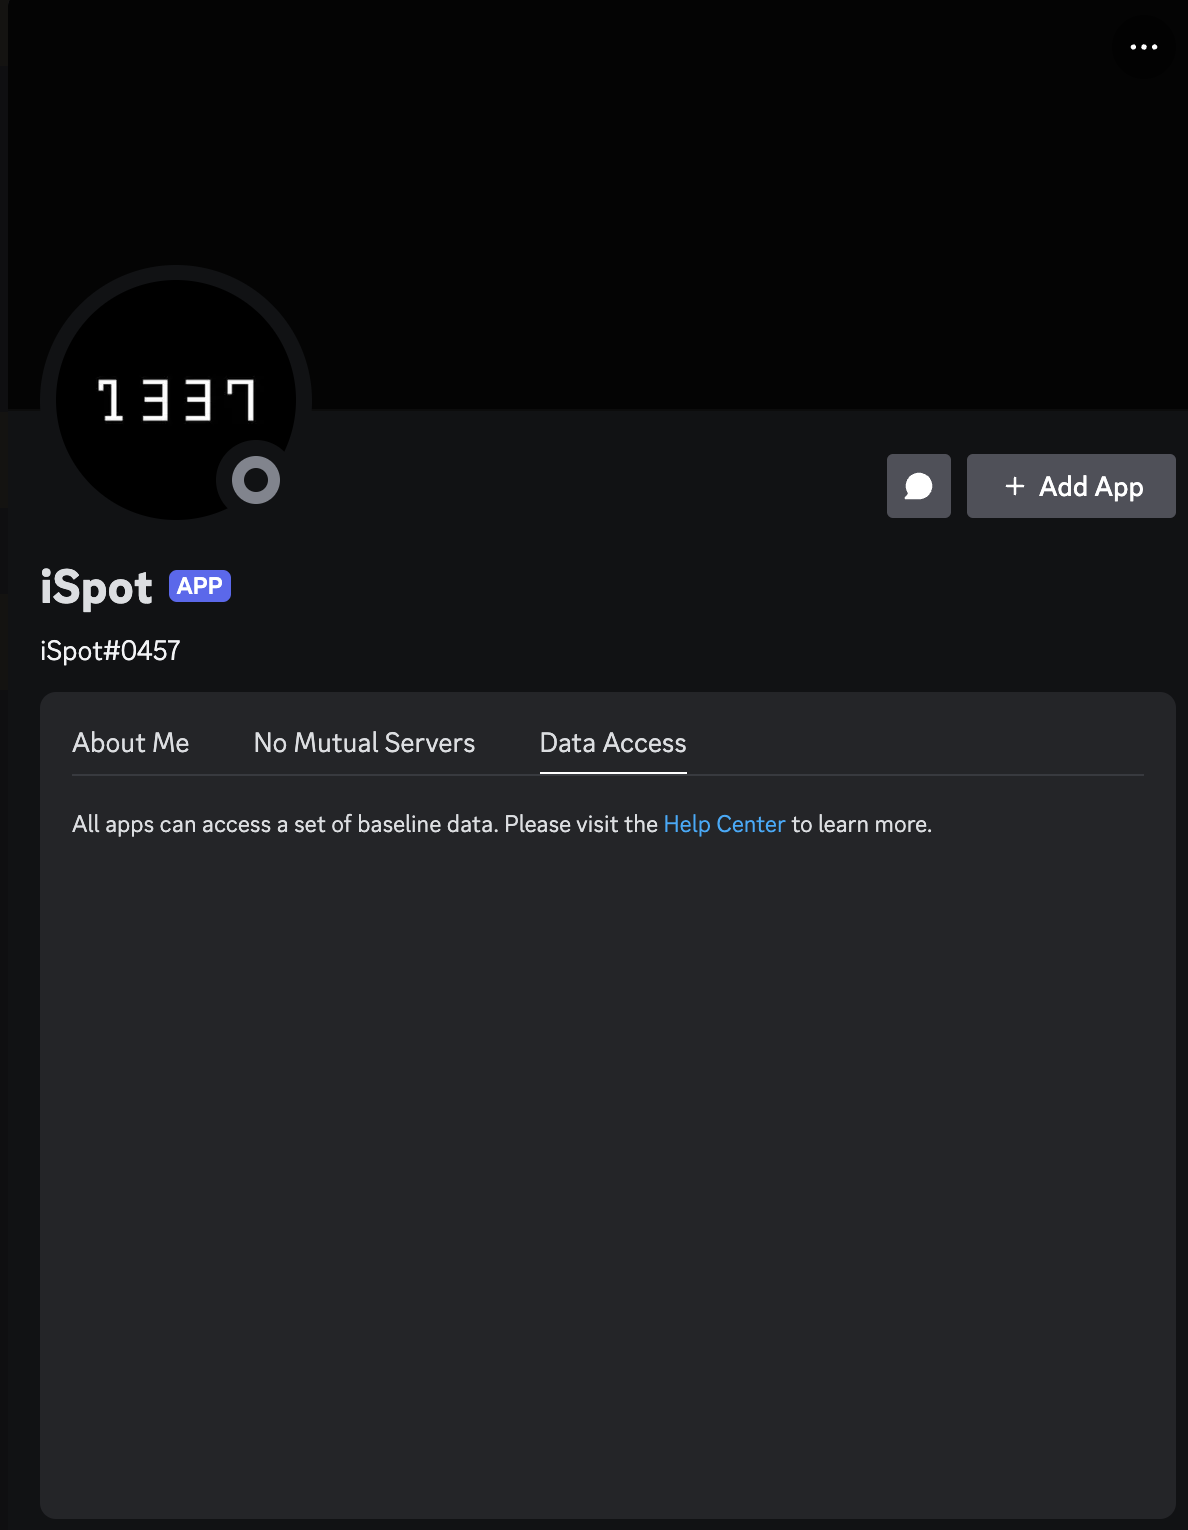 1337
+ Add App
iSpot APP
iSpot#0457
About Me No Mutual Servers Data Access
All apps can access a set of baseline data. Please visit the Help Center to learn more.